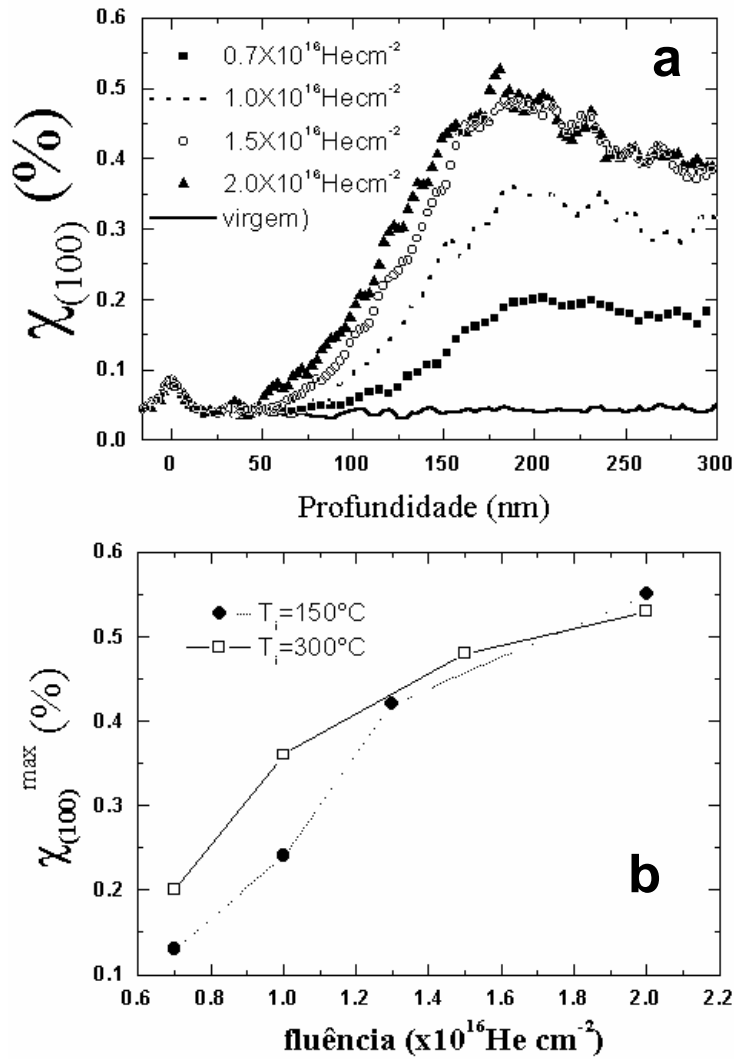 a
0.7X10¹⁶Hecm⁻²
1.0X10¹⁶Hecm⁻²
1.5X10¹⁶Hecm⁻²
2.0X10¹⁶Hecm⁻²
virgem)
χ(100) (%)
0.6
0.5
0.4
0.3
0.2
0.1
0.0
0 50 100 150 200 250 300
Profundidade (nm)
b
Tᵢ=150ºC
Tᵢ=300ºC
χ(100)ᵐᵃˣ (%)
0.6
0.5
0.4
0.3
0.2
0.1
0.6 0.8 1.0 1.2 1.4 1.6 1.8 2.0 2.2
fluência (x10¹⁶He cm⁻²)